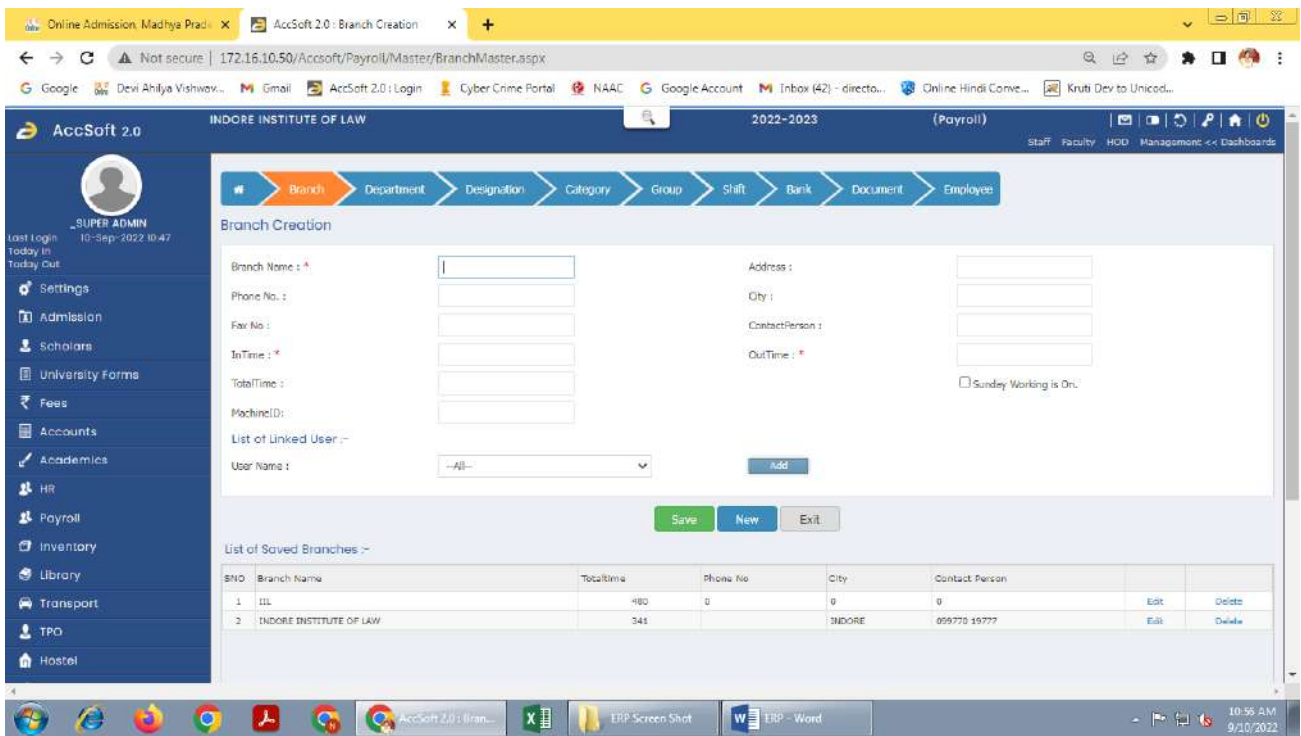 Online Admission, Madhya Prade
AccSoft 2.0 : Branch Creation
Not secure | 172.16.10.50/Accsoft/Payroll/Master/BranchMaster.aspx
Google
Devi Ahilya Vishwav...
Gmail
AccSoft 2.0 : Login
Cyber Crime Portal
NAAC
Google Account
Inbox (42) - directo...
Online Hindi Conve...
Kruti Dev to Unicod...
AccSoft 2.0
INDORE INSTITUTE OF LAW
2022-2023
(Payroll)
Staff Faculty HOD Management << Dashboards
_SUPER ADMIN
Last Login 10-Sep-2022 10:47
Today In
Today Out
Settings
Admission
Scholars
University Forms
Fees
Accounts
Academics
HR
Payroll
Inventory
Library
Transport
TPO
Hostel
Branch Department Designation Category Group Shift Bank Document Employee
Branch Creation
Branch Name : * Address :
Phone No. : City :
Fax No : ContactPerson :
InTime : * OutTime : *
TotalTime : Sunday Working is On.
MachineID:
List of Linked User :-
User Name : --All-- Add
Save New Exit
List of Saved Branches :-
SNO Branch Name Totaltime Phone No City Contact Person
1 IIL 480 0 0 0 Edit Delete
2 INDORE INSTITUTE OF LAW 341 INDORE 099770 19777 Edit Delete
AccSoft 2.0 : Bran...
ERP Screen Shot
ERP - Word
10:56 AM
9/10/2022